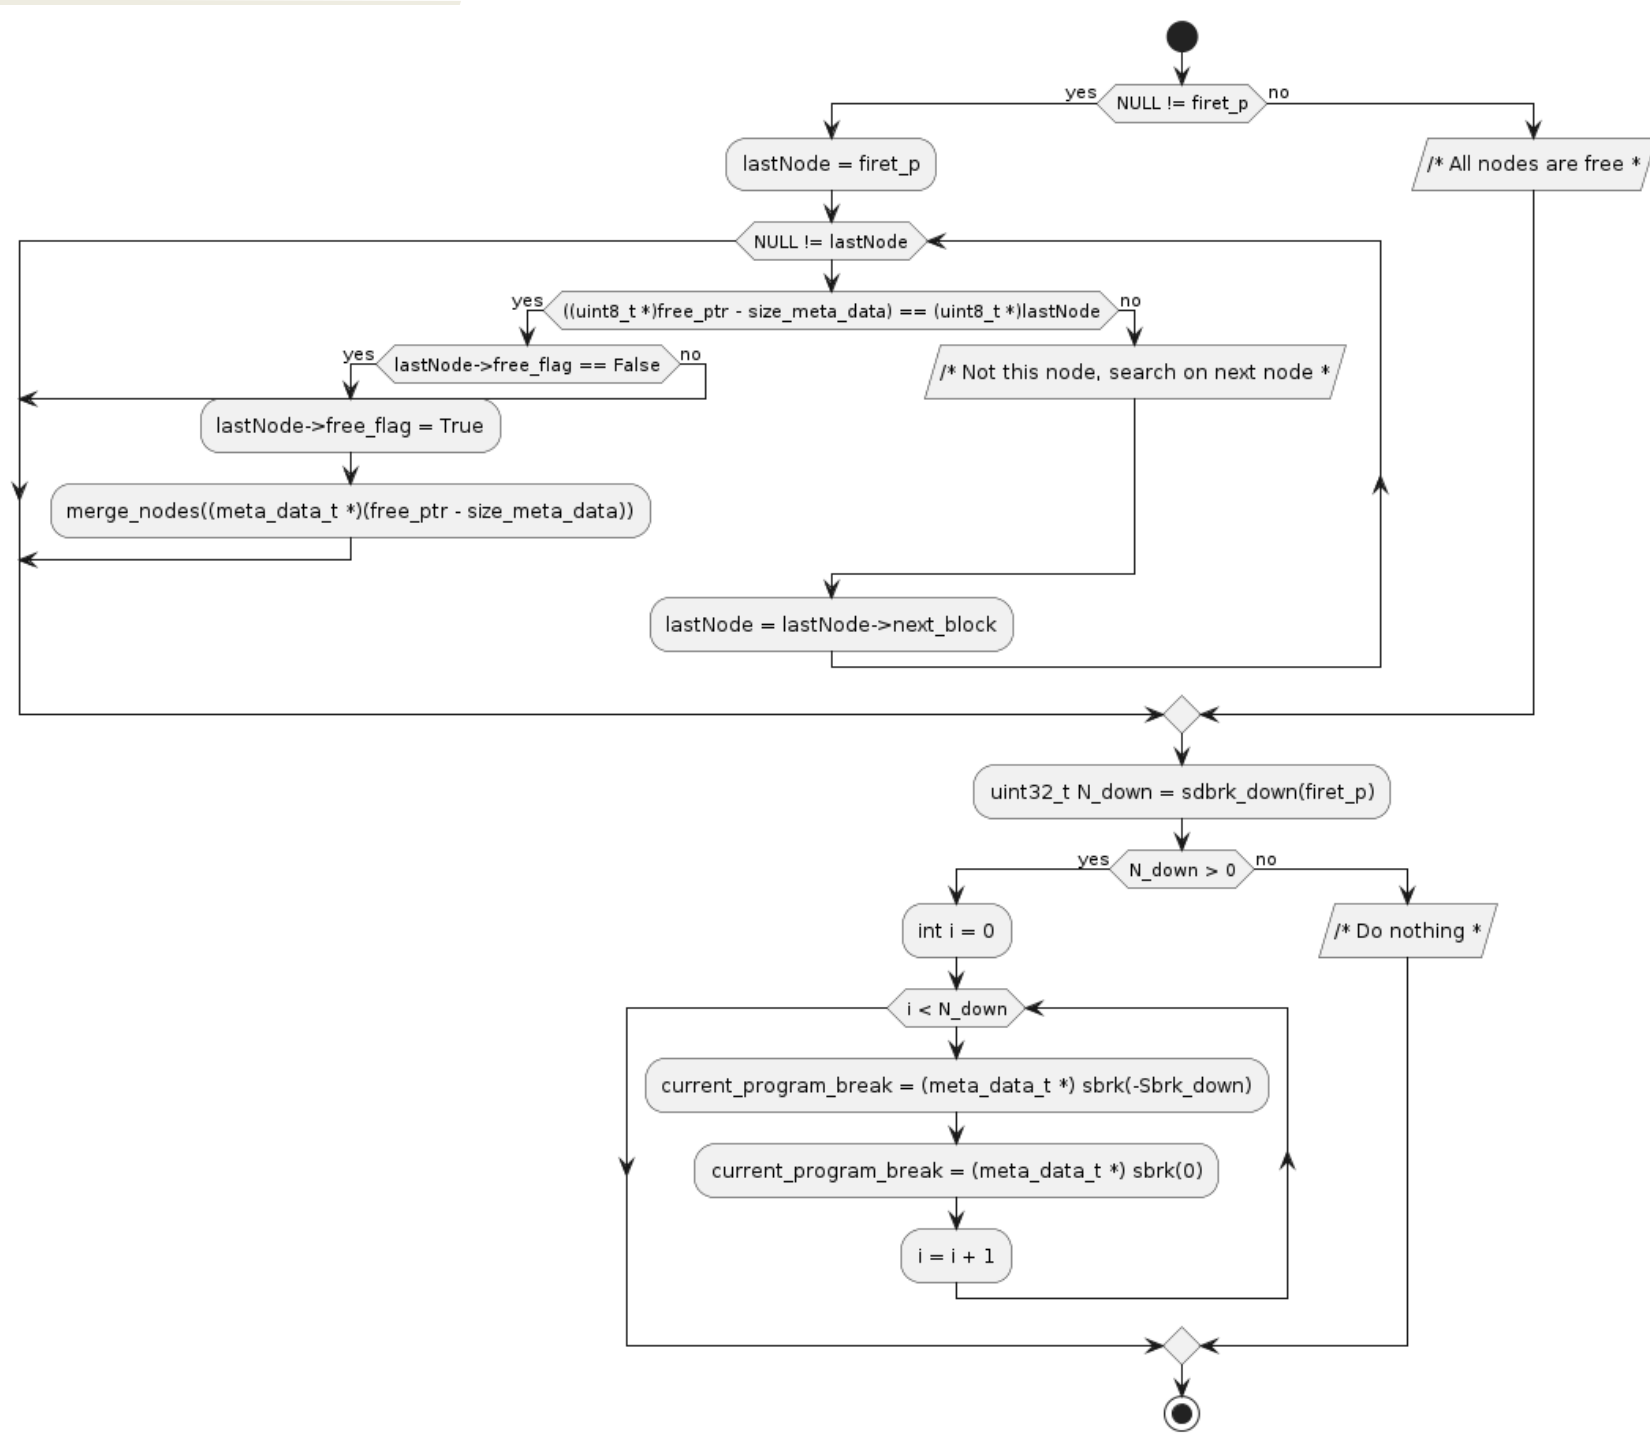 NULL != firet_p
yes
no
lastNode = firet_p
/* All nodes are free *
NULL != lastNode
((uint8_t *)free_ptr - size_meta_data) == (uint8_t *)lastNode
yes
no
lastNode->free_flag == False
yes
no
/* Not this node, search on next node *
lastNode->free_flag = True
merge_nodes((meta_data_t *)(free_ptr - size_meta_data))
lastNode = lastNode->next_block
uint32_t N_down = sdbrk_down(firet_p)
N_down > 0
yes
no
int i = 0
/* Do nothing *
i < N_down
current_program_break = (meta_data_t *) sbrk(-Sbrk_down)
current_program_break = (meta_data_t *) sbrk(0)
i = i + 1